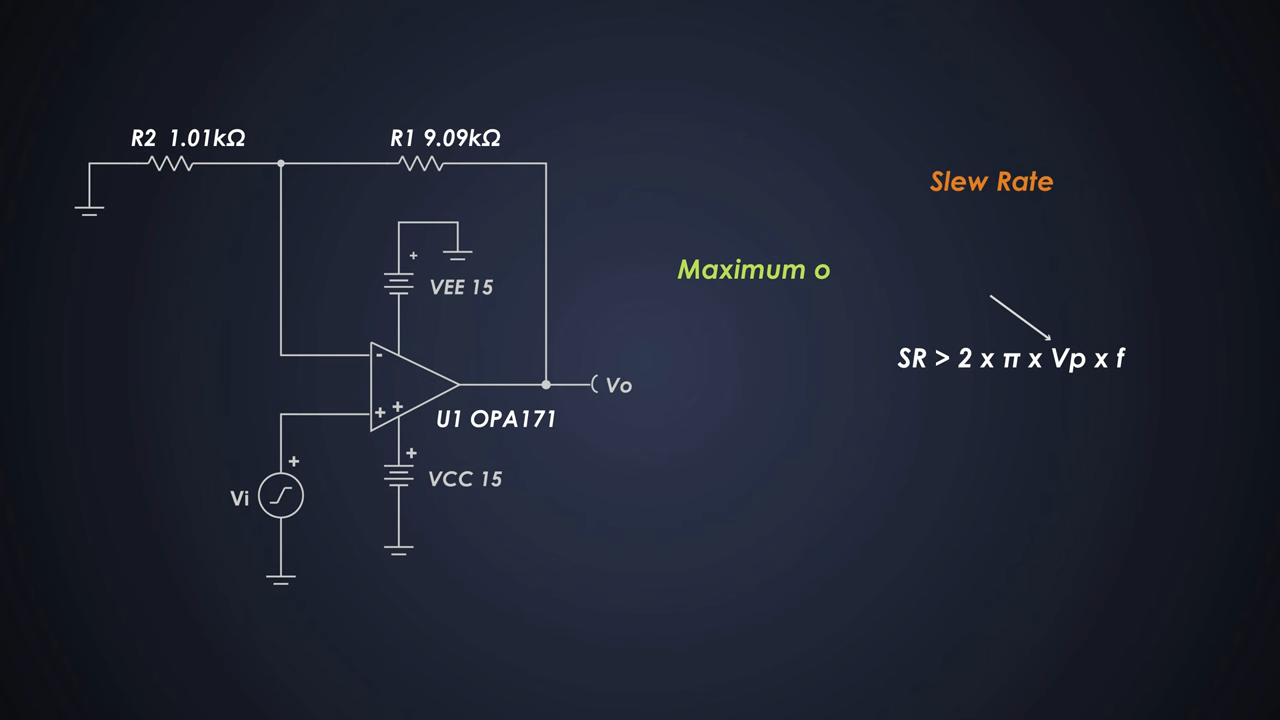 R2 1.01kΩ
R1 9.09kΩ
Slew Rate
+
VEE 15
Maximum o
-
SR > 2 x π x Vp x f
+ +
Vo
U1 OPA171
+
VCC 15
+
Vi